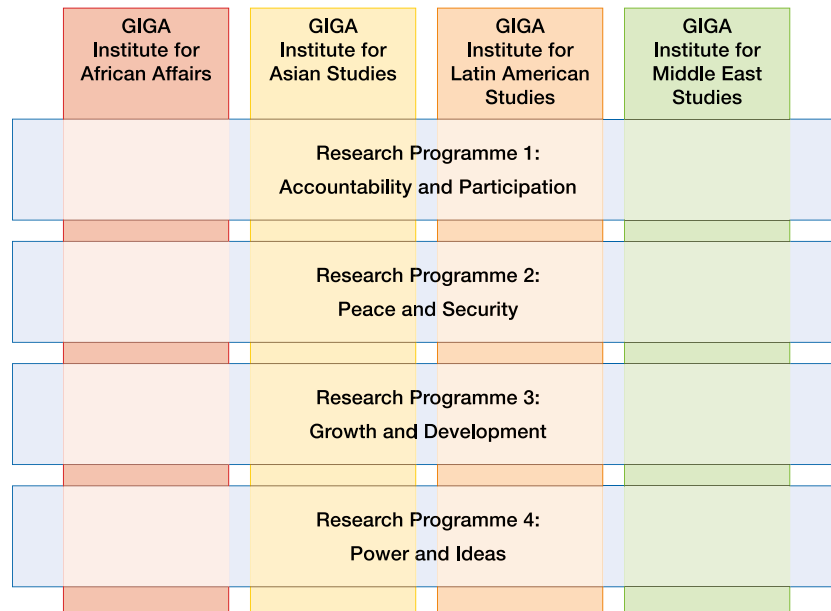 GIGA
Institute for
African Affairs
GIGA
Institute for
Asian Studies
GIGA
Institute for
Latin American
Studies
GIGA
Institute for
Middle East
Studies
Research Programme 1:
Accountability and Participation
Research Programme 2:
Peace and Security
Research Programme 3:
Growth and Development
Research Programme 4:
Power and Ideas